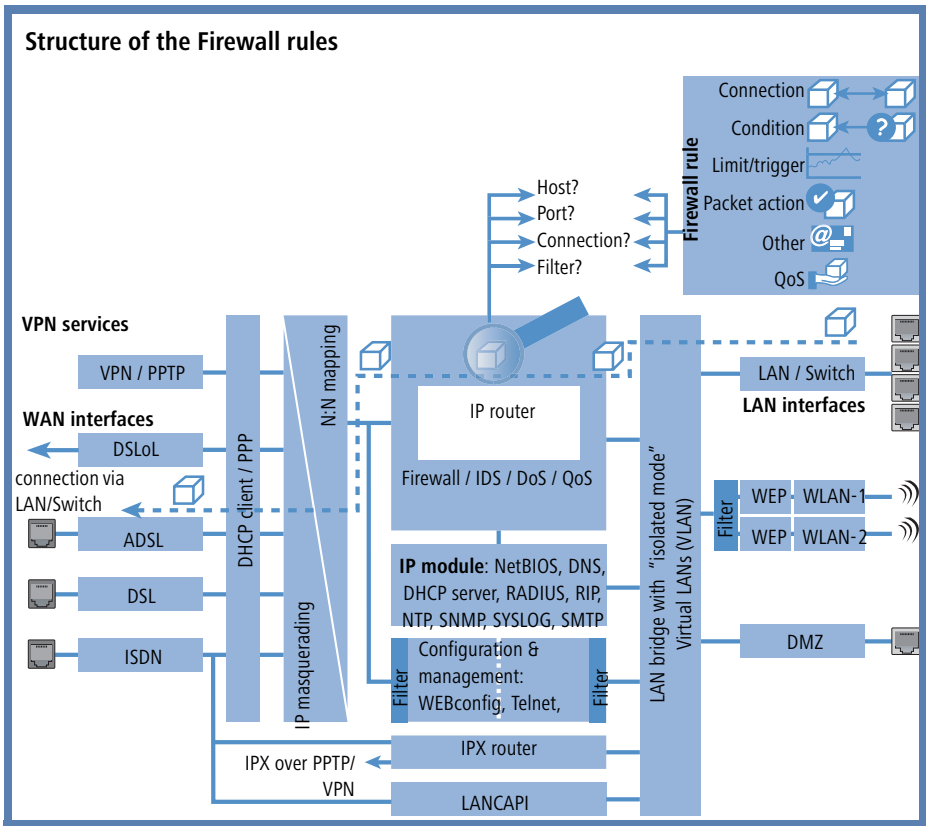 Structure of the Firewall rules
Connection
Condition
Limit/trigger
Packet action
Other
QoS
Firewall rule
Host?
Port?
Connection?
Filter?
VPN services
VPN / PPTP
WAN interfaces
DSLoL
connection via
LAN/Switch
ADSL
DSL
ISDN
DHCP client / PPP
N:N mapping
IP masquerading
IP router
Firewall / IDS / DoS / QoS
IP module: NetBIOS, DNS,
DHCP server, RADIUS, RIP,
NTP, SNMP, SYSLOG, SMTP
Filter
Configuration &
management:
WEBconfig, Telnet,
Filter
IPX router
IPX over PPTP/
VPN
LANCAPI
LAN bridge with "isolated mode"
Virtual LANs (VLAN)
LAN / Switch
LAN interfaces
Filter
WEP
WLAN-1
WEP
WLAN-2
DMZ